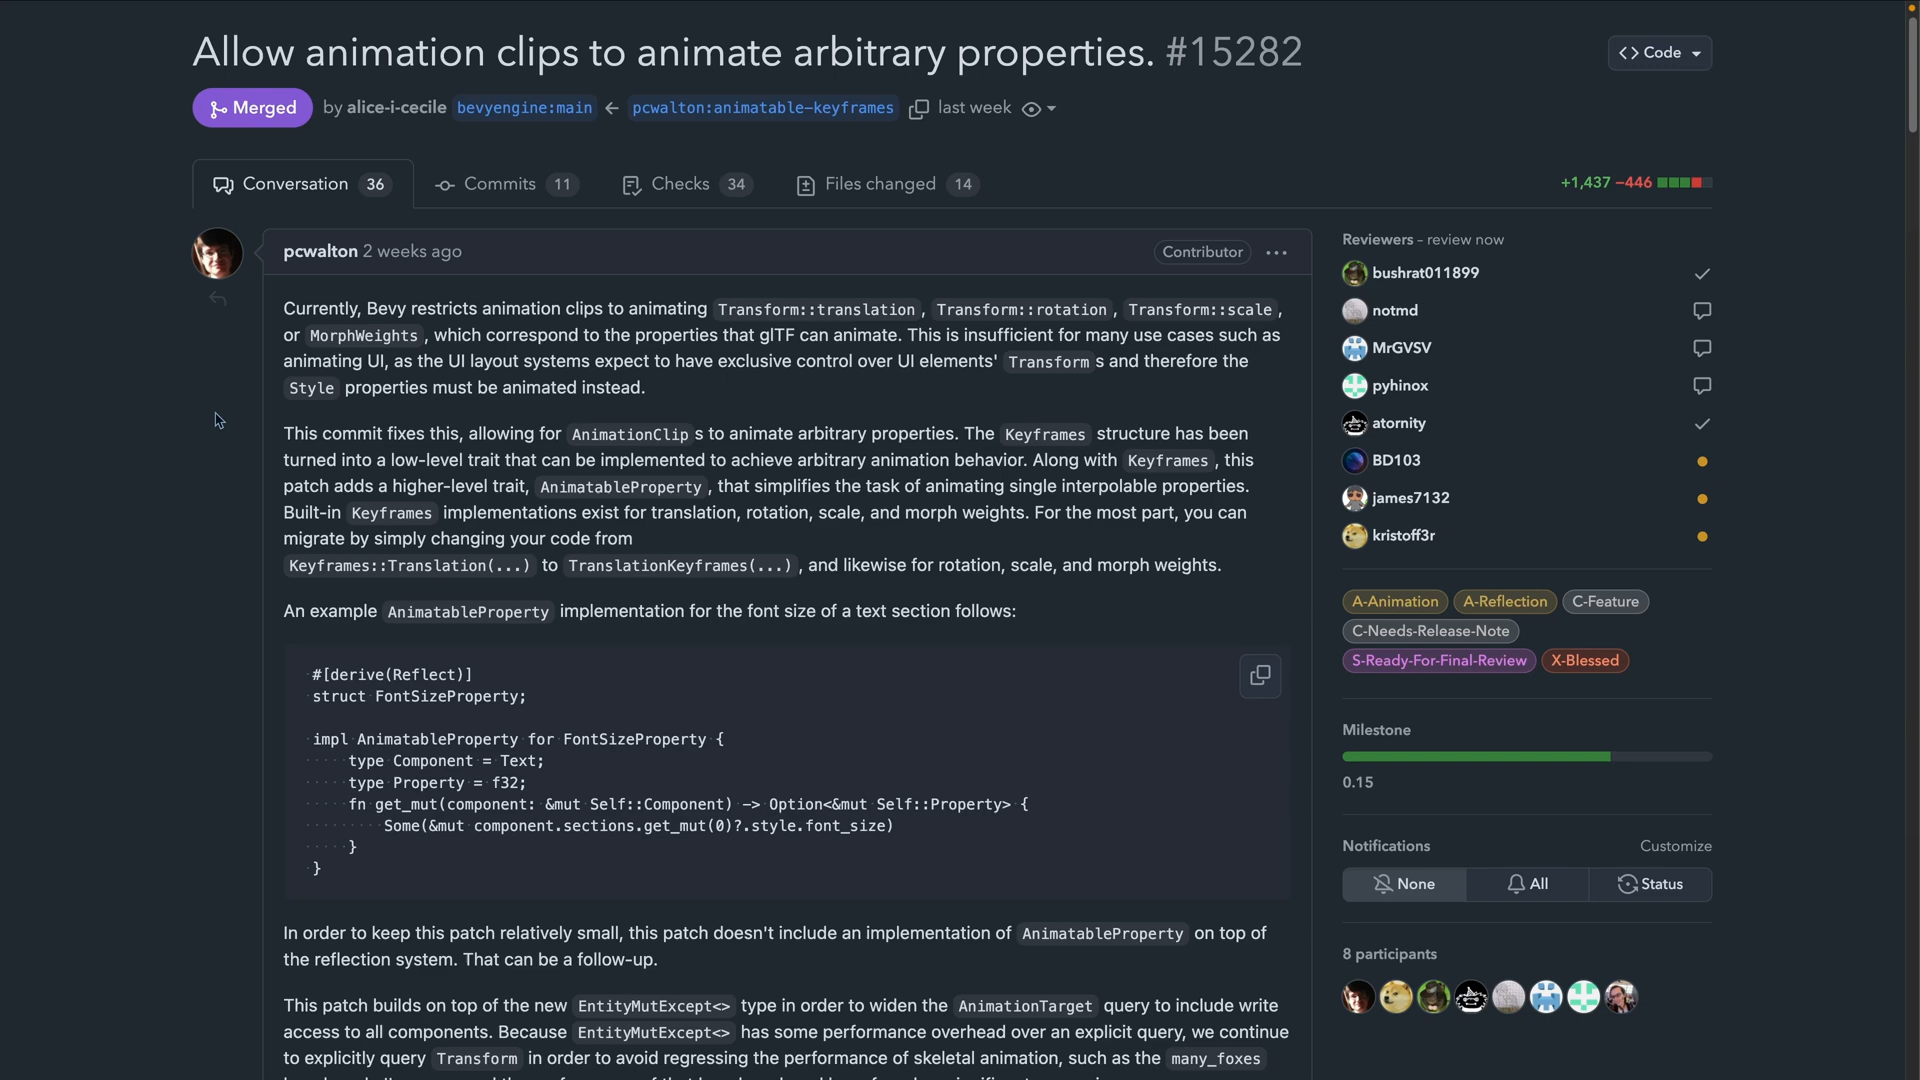 Allow animation clips to animate arbitrary properties. #15282
Code
Merged by alice-i-cecile bevyengine:main ← pcwalton:animatable-keyframes last week
Conversation 36 Commits 11 Checks 34 Files changed 14
+1,437 −446
pcwalton 2 weeks ago Contributor
Currently, Bevy restricts animation clips to animating Transform::translation , Transform::rotation , Transform::scale ,
or MorphWeights , which correspond to the properties that glTF can animate. This is insufficient for many use cases such as
animating UI, as the UI layout systems expect to have exclusive control over UI elements' Transform s and therefore the
Style properties must be animated instead.
This commit fixes this, allowing for AnimationClip s to animate arbitrary properties. The Keyframes structure has been
turned into a low-level trait that can be implemented to achieve arbitrary animation behavior. Along with Keyframes , this
patch adds a higher-level trait, AnimatableProperty , that simplifies the task of animating single interpolable properties.
Built-in Keyframes implementations exist for translation, rotation, scale, and morph weights. For the most part, you can
migrate by simply changing your code from
Keyframes::Translation(...) to TranslationKeyframes(...) , and likewise for rotation, scale, and morph weights.
An example AnimatableProperty implementation for the font size of a text section follows:
#[derive(Reflect)]
struct FontSizeProperty;
impl AnimatableProperty for FontSizeProperty {
type Component = Text;
type Property = f32;
fn get_mut(component: &mut Self::Component) -> Option<&mut Self::Property> {
Some(&mut component.sections.get_mut(0)?.style.font_size)
}
}
In order to keep this patch relatively small, this patch doesn't include an implementation of AnimatableProperty on top of
the reflection system. That can be a follow-up.
This patch builds on top of the new EntityMutExcept<> type in order to widen the AnimationTarget query to include write
access to all components. Because EntityMutExcept<> has some performance overhead over an explicit query, we continue
to explicitly query Transform in order to avoid regressing the performance of skeletal animation, such as the many_foxes
Reviewers – review now
bushrat011899
notmd
MrGVSV
pyhinox
atornity
BD103
james7132
kristoff3r
A-Animation A-Reflection C-Feature
C-Needs-Release-Note
S-Ready-For-Final-Review X-Blessed
Milestone
0.15
Notifications Customize
None All Status
8 participants